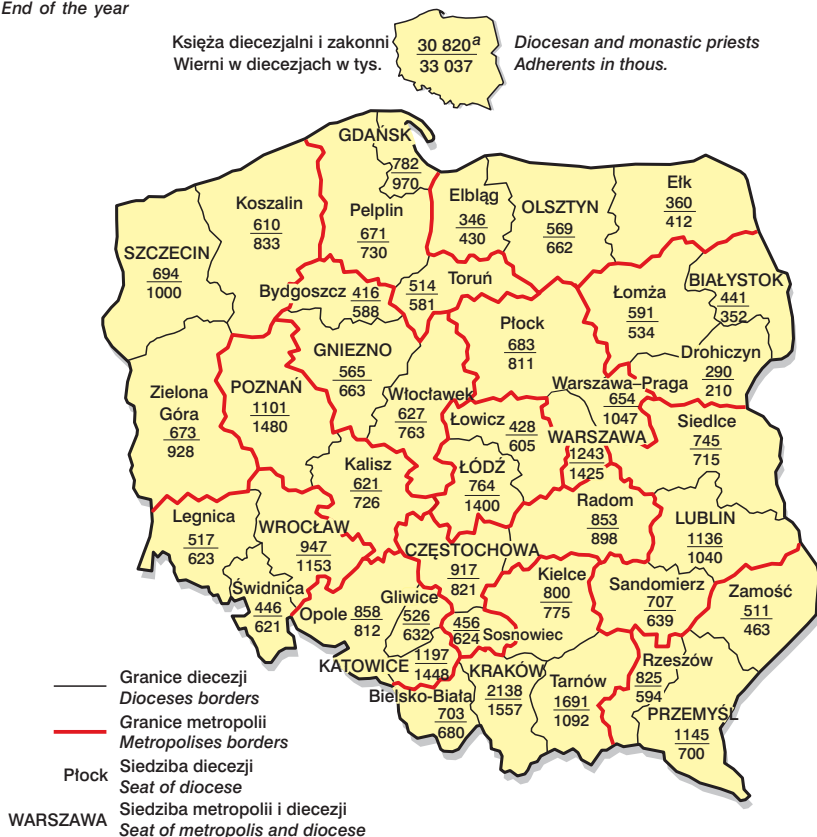 End of the year
Księża diecezjalni i zakonni 30 820a Diocesan and monastic priests
Wierni w diecezjach w tys. 33 037 Adherents in thous.
GDAŃSK
782
970
Koszalin
610
833
Pelplin
671
730
Elbląg
346
430
OLSZTYN
569
662
Ełk
360
412
SZCZECIN
694
1000
Bydgoszcz 416
588
Toruń
514
581
Płock
683
811
Łomża
591
534
BIAŁYSTOK
441
352
Drohiczyn
290
210
Zielona
Góra
673
928
POZNAŃ
1101
1480
GNIEZNO
565
663
Włocławek
627
763
Warszawa–Praga
654
1047
Łowicz 428
605
WARSZAWA
1243
1425
Siedlce
745
715
Kalisz
621
726
ŁÓDŹ
764
1400
Radom
853
898
LUBLIN
1136
1040
Legnica
517
623
WROCŁAW
947
1153
CZĘSTOCHOWA
917
821
Kielce
800
775
Sandomierz
707
639
Zamość
511
463
Świdnica
446
621
Opole 858
812
Gliwice
526
632
456
624 Sosnowiec
KATOWICE 1197
1448
KRAKÓW
2138
1557
Tarnów
1691
1092
Rzeszów
825
594
Bielsko-Biała
703
680
PRZEMYŚL
1145
700
Granice diecezji
Dioceses borders
Granice metropolii
Metropolises borders
Płock Siedziba diecezji
Seat of diocese
WARSZAWA Siedziba metropolii i diecezji
Seat of metropolis and diocese